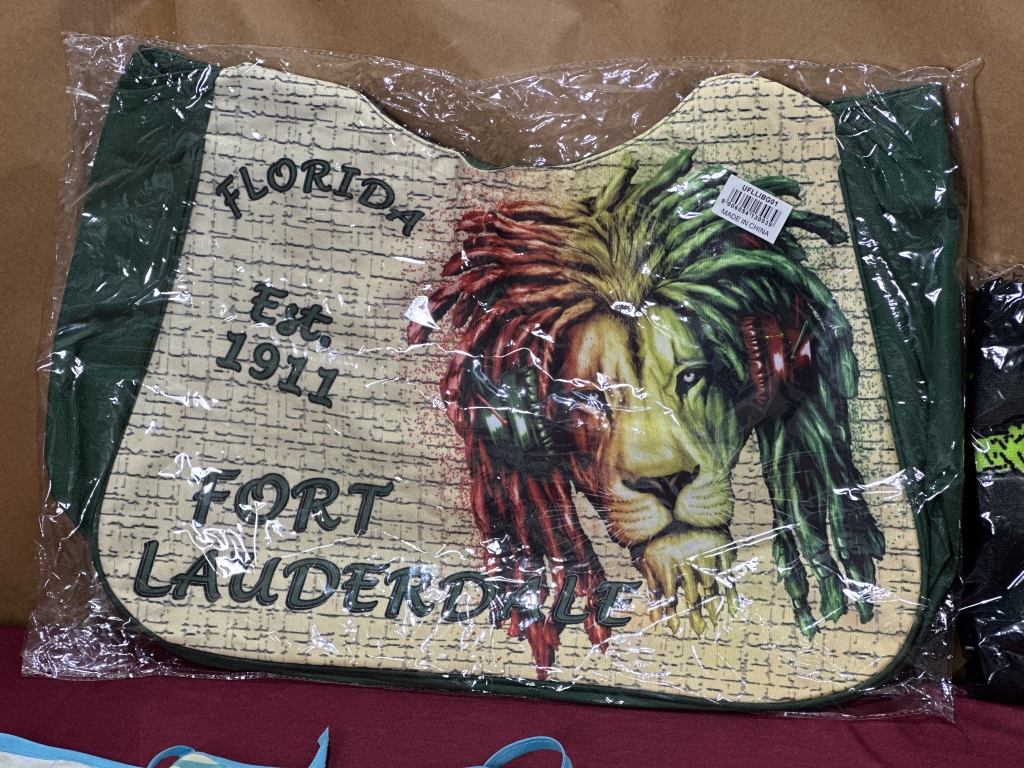 FLORIDA
Est.
1911
FORT
LAUDERDALE
UFLLIBG01
MADE IN CHINA